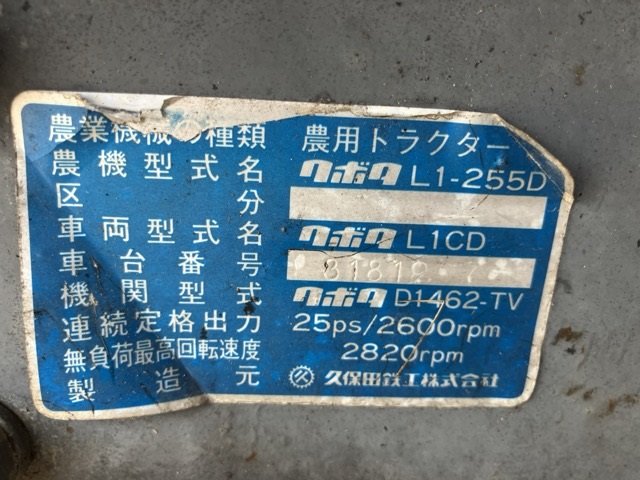 農業機械の種類 農用トラクター
農機型式名 クボタ L1-255D
区分
車両型式名 クボタ L1CD
車台番号 81818
機関型式 クボタ D1462-TV
連続定格出力 25ps/2600rpm
無負荷最高回転速度 2820rpm
製造元 久保田鉄工株式会社